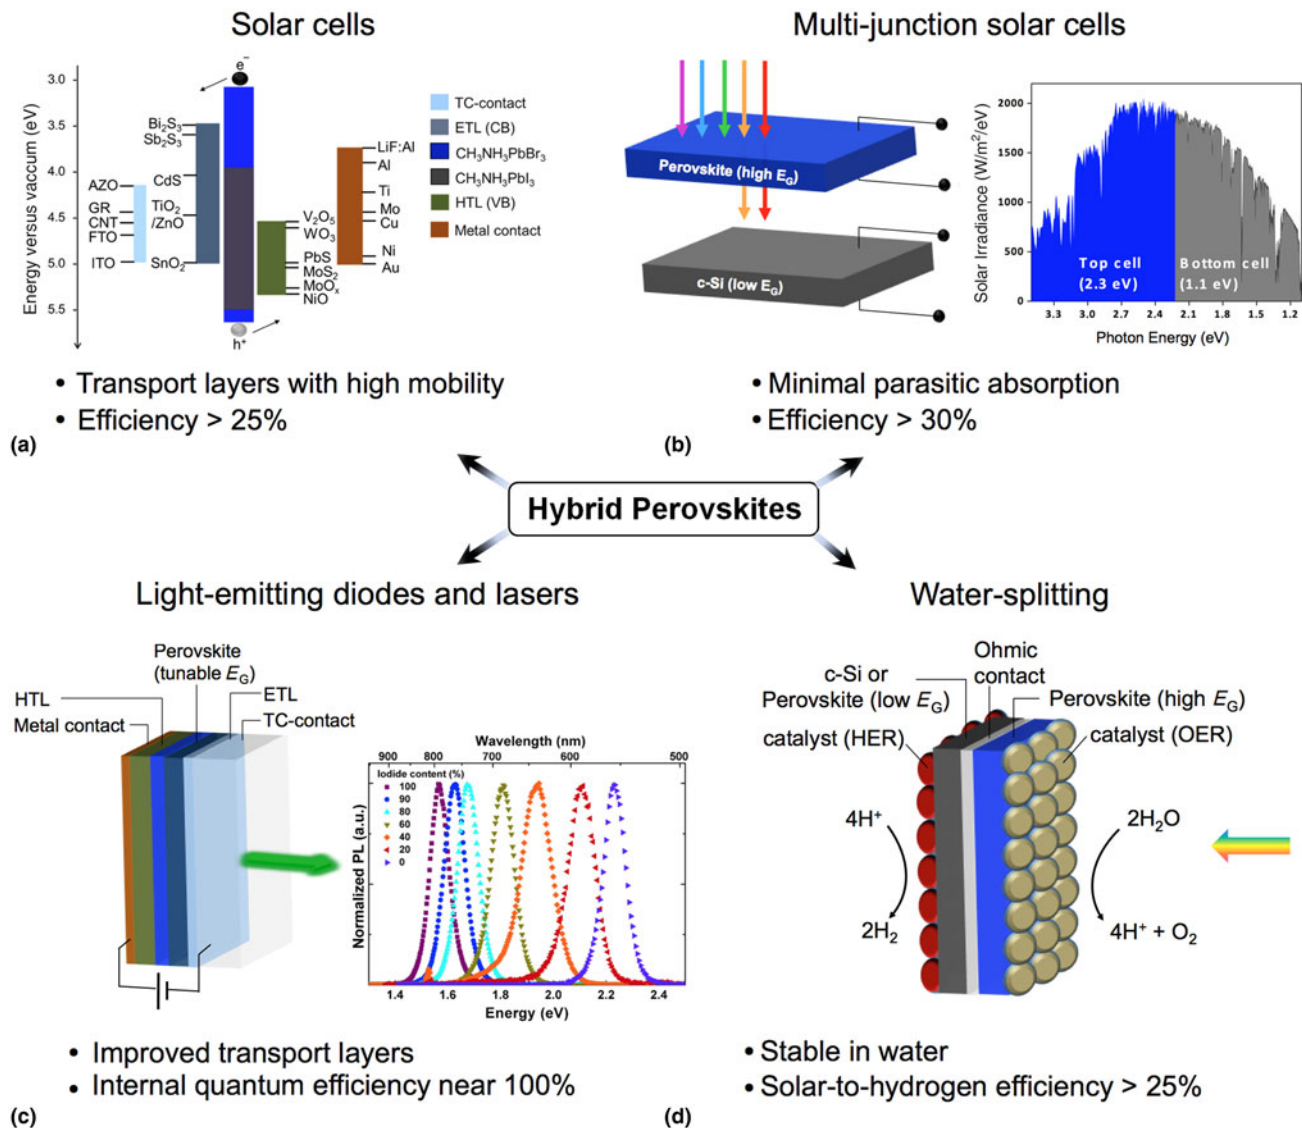 Solar cells
Energy versus vaccum (eV)
3.0
3.5
4.0
4.5
5.0
5.5
e⁻
h⁺
AZO
GR
CNT
FTO
ITO
Bi₂S₃
Sb₂S₃
CdS
TiO₂
/ZnO
SnO₂
V₂O₅
WO₃
PbS
MoS₂
MoOₓ
NiO
LiF:Al
Al
Ti
Mo
Cu
Ni
Au
TC-contact
ETL (CB)
CH₃NH₃PbBr₃
CH₃NH₃PbI₃
HTL (VB)
Metal contact
• Transport layers with high mobility
• Efficiency > 25%
(a)
Multi-junction solar cells
Perovskite (high E_G)
c-Si (low E_G)
Solar Irradiance (W/m²/eV)
2000
1500
1000
500
0
Top cell
(2.3 eV)
Bottom cell
(1.1 eV)
3.3 3.0 2.7 2.4 2.1 1.8 1.5 1.2
Photon Energy (eV)
• Minimal parasitic absorption
• Efficiency > 30%
(b)
Hybrid Perovskites
Light-emitting diodes and lasers
Perovskite
(tunable E_G)
HTL
ETL
Metal contact
TC-contact
Wavelength (nm)
900 800 700 600 500
Iodide content (%)
100
90
80
60
40
20
0
Normalized PL (a.u.)
1.4 1.6 1.8 2.0 2.2 2.4
Energy (eV)
• Improved transport layers
• Internal quantum efficiency near 100%
(c)
Water-splitting
Ohmic
contact
c-Si or
Perovskite (low E_G)
Perovskite (high E_G)
catalyst (HER)
catalyst (OER)
4H⁺
2H₂
2H₂O
4H⁺ + O₂
• Stable in water
• Solar-to-hydrogen efficiency > 25%
(d)